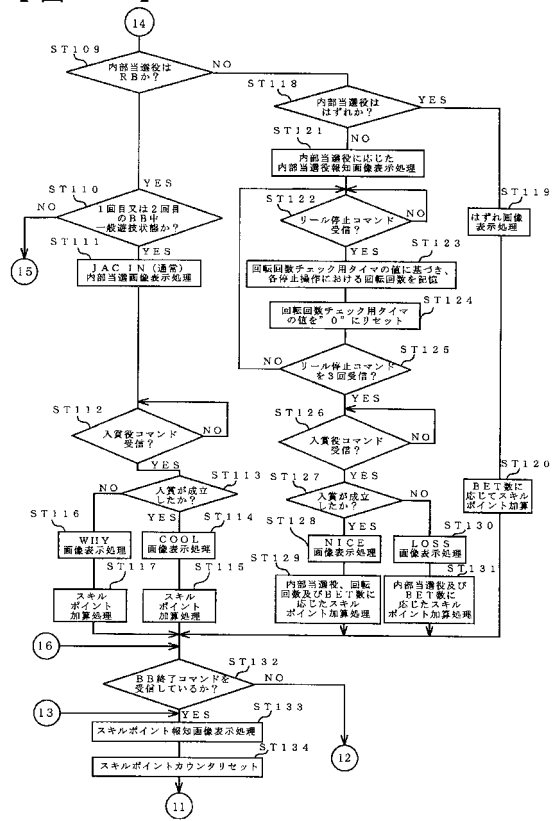 14
ST109
内部当選役は
RBか？
NO
YES
ST118
内部当選役は
はずれか？
YES
NO
ST121
内部当選役に応じた
内部当選役報知画像表示処理
ST119
はずれ画像
表示処理
ST110
1回目又は2回目
のBB中
一般遊技状態か？
NO
YES
15
ST122
リール停止コマンド
受信？
NO
YES
ST111
JAC IN（通常）
内部当選画像表示処理
ST123
回転回数チェック用タイマの値に基づき、
各停止操作における回転回数を記憶
ST124
回転回数チェック用タイマ
の値を"0"にリセット
ST125
リール停止コマンド
を3回受信？
NO
YES
ST112
入賞役コマンド
受信？
NO
YES
ST126
入賞役コマンド
受信？
NO
YES
ST120
BET数に
応じてスキル
ポイント加算
ST113
入賞が成立
したか？
NO
YES
ST127
入賞が成立
したか？
NO
YES
ST116
WHY
画像表示処理
ST114
COOL
画像表示処理
ST128
NICE
画像表示処理
ST130
LOSS
画像表示処理
ST117
スキル
ポイント
加算処理
ST115
スキル
ポイント
加算処理
ST129
内部当選役、回転
回数及びBET数に
応じたスキル
ポイント加算処理
ST131
内部当選役及び
BET数に
応じたスキル
ポイント加算処理
16
ST132
BB終了コマンドを
受信しているか？
NO
YES
13
12
ST133
スキルポイント報知画像表示処理
ST134
スキルポイントカウンタリセット
11